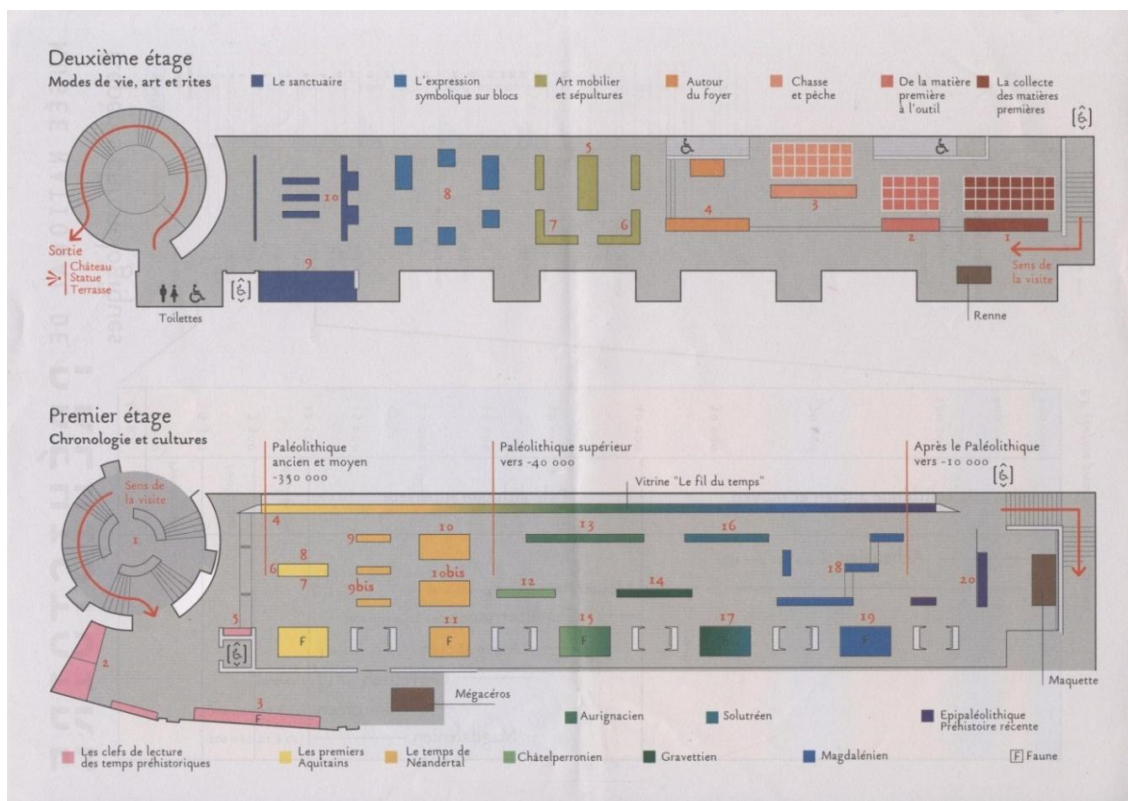 Deuxième étage
Modes de vie, art et rites
Le sanctuaire
L'expression
symbolique sur blocs
Art mobilier
et sépultures
Autour
du foyer
Chasse
et pêche
De la matière
première
à l'outil
La collecte
des matières
premières
5
10
8
4
3
2
1
7
6
9
Sortie
Château
Statue
Terrasse
Toilettes
Sens de
la visite
Renne
Premier étage
Chronologie et cultures
Paléolithique
ancien et moyen
-350 000
Paléolithique supérieur
vers -40 000
Après le Paléolithique
vers -10 000
Vitrine "Le fil du temps"
Sens de
la visite
1
4
9
10
13
16
8
6
7
9bis
10bis
12
14
18
20
5
11
15
17
19
F
F
F
F
F
2
3
F
Mégacéros
Maquette
Aurignacien
Solutréen
Epipaléolithique
Préhistoire récente
Les clefs de lecture
des temps préhistoriques
Les premiers
Aquitains
Le temps de
Néandertal
Châtelperronien
Gravettien
Magdalénien
F Faune